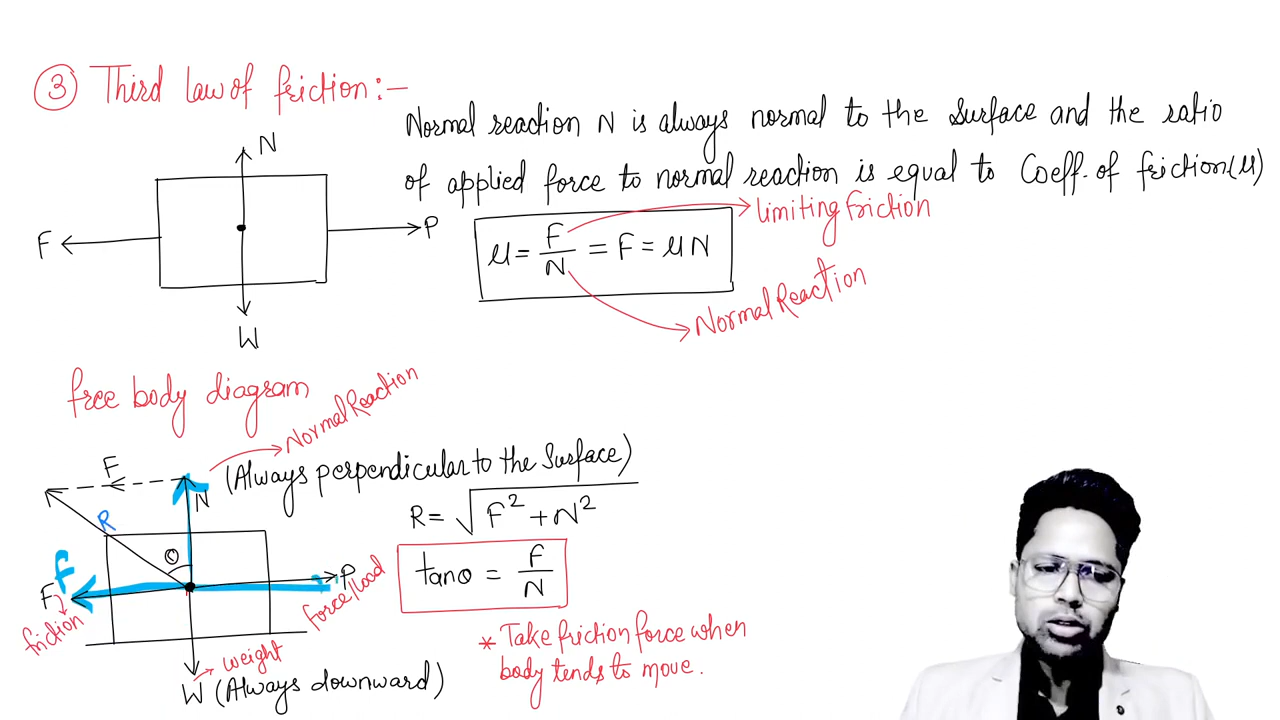 ③ Third law of friction:-
Normal reaction N is always normal to the Surface and the ratio
of applied force to normal reaction is equal to Coeff. of friction(μ)
N
F
P
W
μ = F/N = F = μN
Limiting friction
Normal Reaction
free body diagram
Normal Reaction
F
N
(Always perpendicular to the Surface)
R
R = √F² + N²
θ
f
F
P
friction
force/load
tanθ = F/N
* Take friction force when
body tends to move.
weight
W (Always downward)